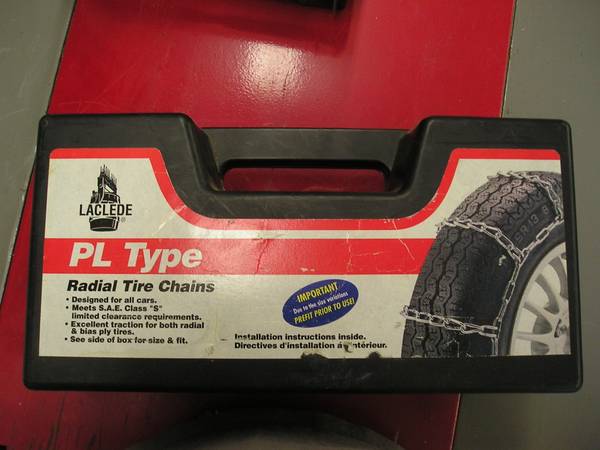 LACLEDE
®
PL Type
Radial Tire Chains
• Designed for all cars.
• Meets S.A.E. Class "S"
limited clearance requirements.
• Excellent traction for both radial
& bias ply tires.
• See side of box for size & fit.
IMPORTANT
Due to tire size variations
PREFIT PRIOR TO USE!
Installation instructions inside.
Directives d'installation à l'intérieur.